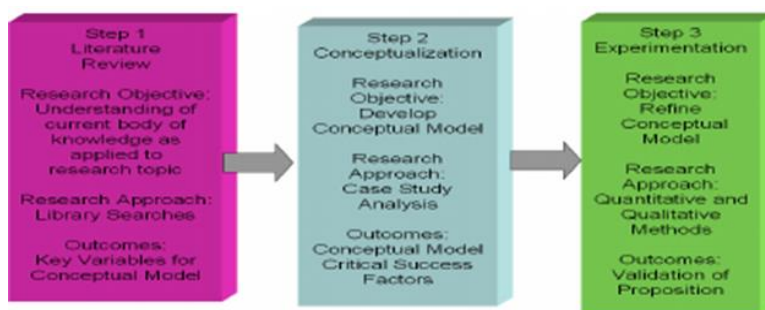 Step 1
Literature
Review
Research Objective:
Understanding of
current body of
knowledge as
applied to
research topic
Research Approach:
Library Searches
Outcomes:
Key Variables for
Conceptual Model
Step 2
Conceptualization
Research
Objective:
Develop
Conceptual Model
Research
Approach:
Case Study
Analysis
Outcomes:
Conceptual Model
Critical Success
Factors
Step 3
Experimentation
Research
Objective:
Refine
Conceptual
Model
Research
Approach:
Quantitative and
Qualitative
Methods
Outcomes:
Validation of
Proposition